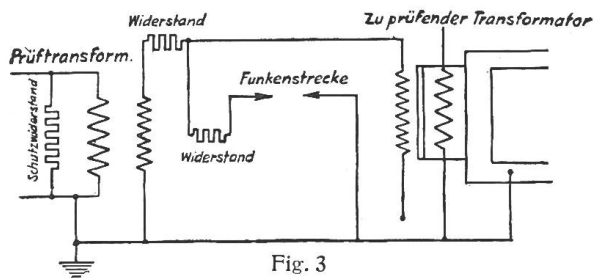 Widerstand
Zu prüfender Transformator
Prüftransform.
Funkenstrecke
Schutzwiderstand
Widerstand
Fig. 3